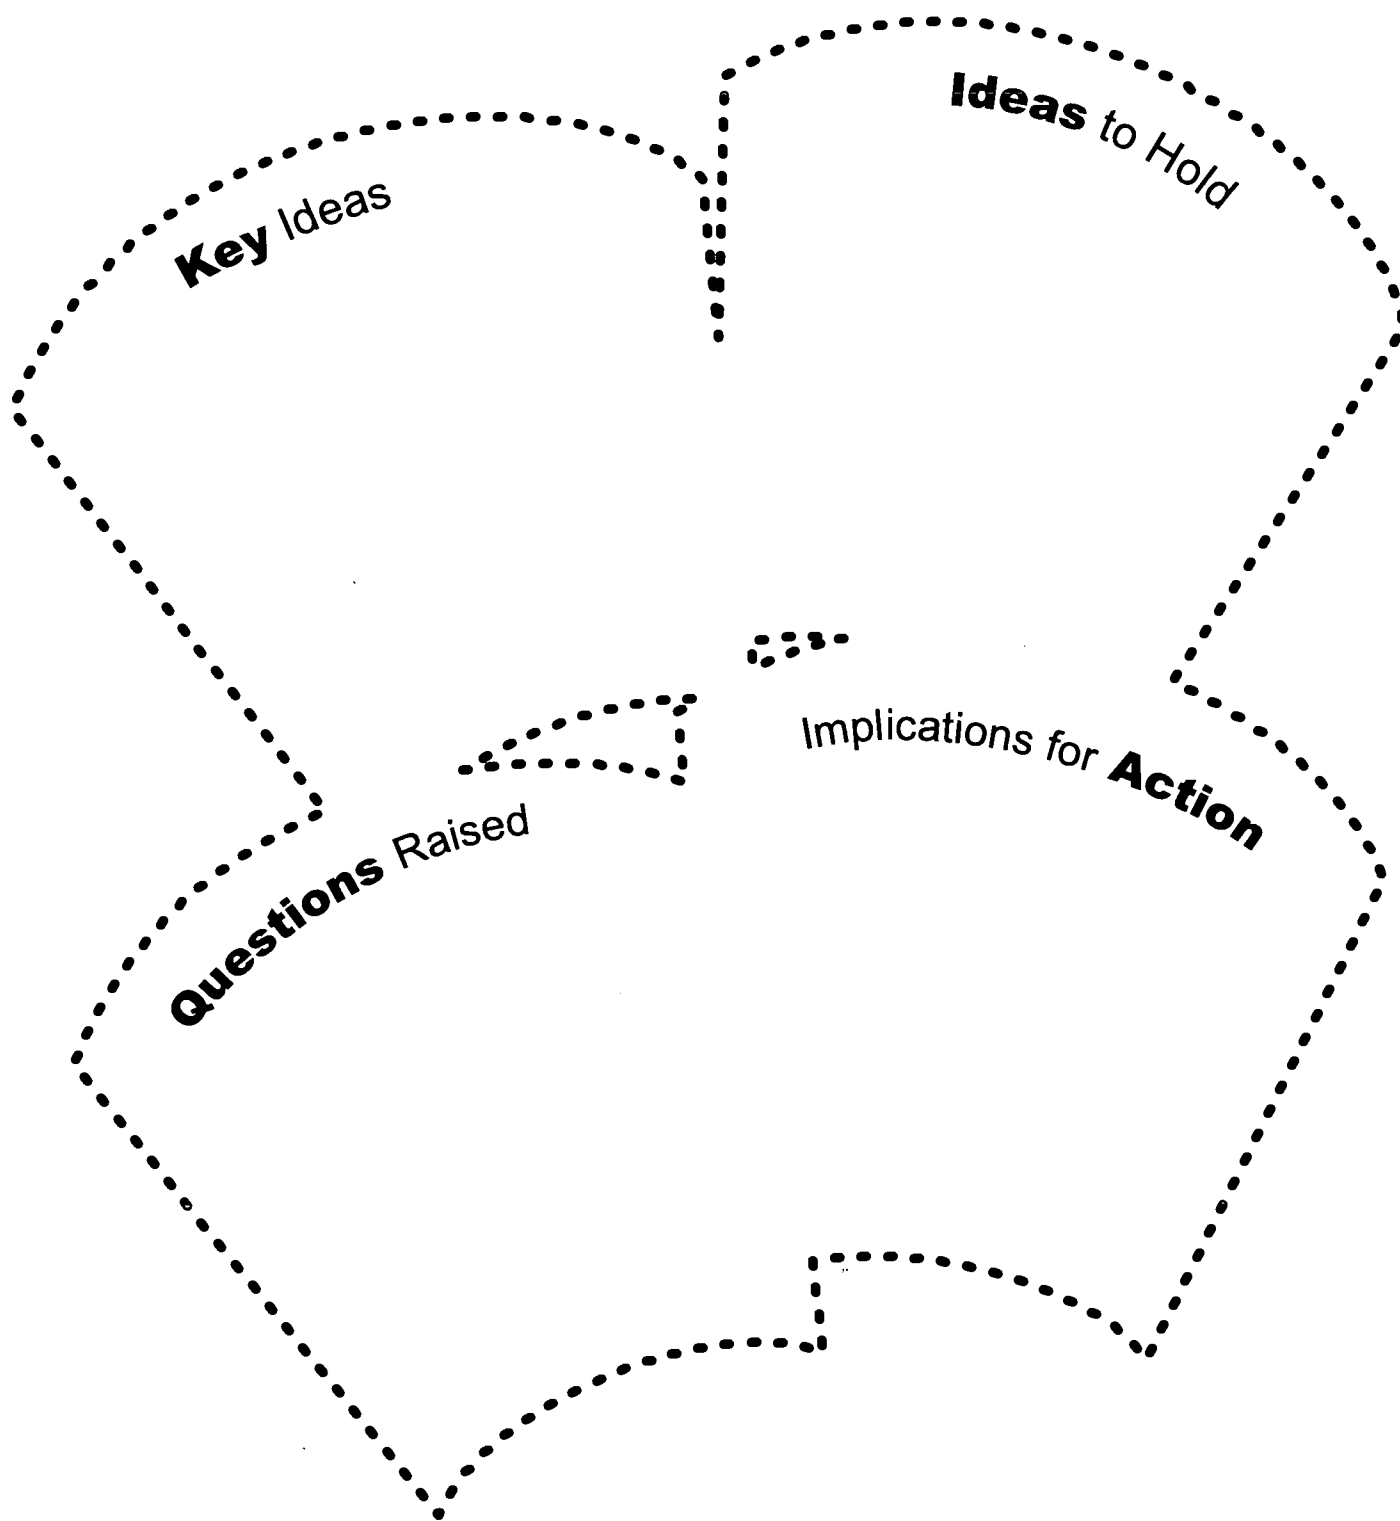 Key Ideas
Ideas to Hold
Questions Raised
Implications for Action